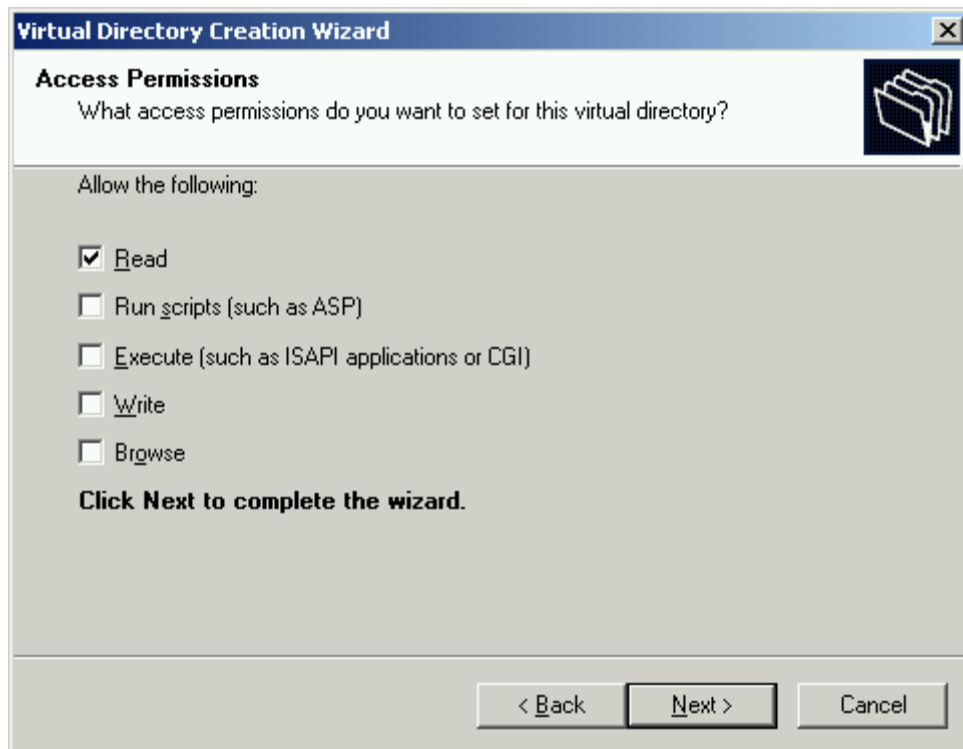 Virtual Directory Creation Wizard
Access Permissions
What access permissions do you want to set for this virtual directory?
Allow the following:
Read
Run scripts (such as ASP)
Execute (such as ISAPI applications or CGI)
Write
Browse
Click Next to complete the wizard.
< Back
Next >
Cancel